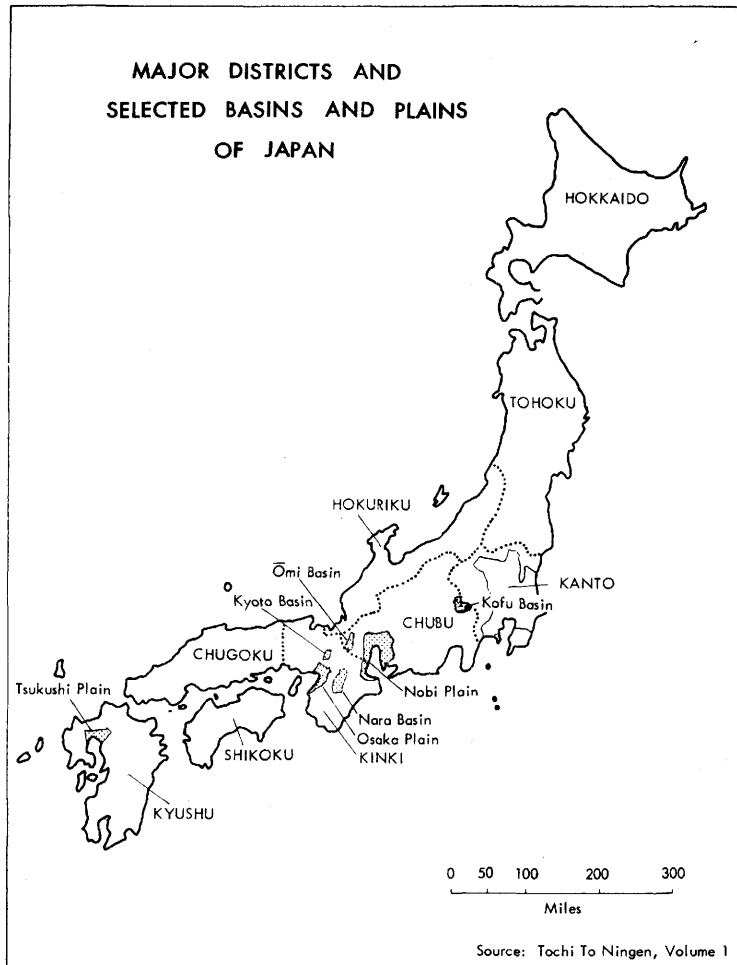 MAJOR DISTRICTS AND
SELECTED BASINS AND PLAINS
OF JAPAN
HOKKAIDO
TOHOKU
HOKURIKU
Ōmi Basin
KANTO
Kyoto Basin
CHUBU
Kofu Basin
CHUGOKU
Tsukushi Plain
Nobi Plain
Nara Basin
Osaka Plain
SHIKOKU
KINKI
KYUSHU
0 50 100 200 300
Miles
Source: Tochi To Ningen, Volume 1